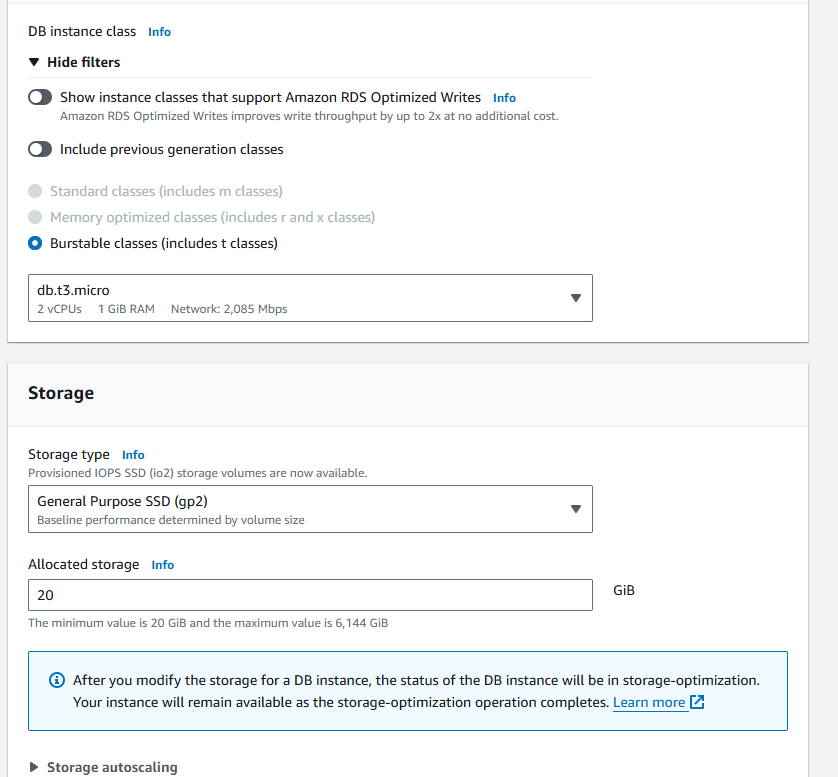 DB instance class Info
Hide filters
Show instance classes that support Amazon RDS Optimized Writes Info
Amazon RDS Optimized Writes improves write throughput by up to 2x at no additional cost.
Include previous generation classes
Standard classes (includes m classes)
Memory optimized classes (includes r and x classes)
Burstable classes (includes t classes)
db.t3.micro
2 vCPUs 1 GiB RAM Network: 2,085 Mbps
Storage
Storage type Info
Provisioned IOPS SSD (io2) storage volumes are now available.
General Purpose SSD (gp2)
Baseline performance determined by volume size
Allocated storage Info
20 GiB
The minimum value is 20 GiB and the maximum value is 6,144 GiB
After you modify the storage for a DB instance, the status of the DB instance will be in storage-optimization.
Your instance will remain available as the storage-optimization operation completes. Learn more
Storage autoscaling